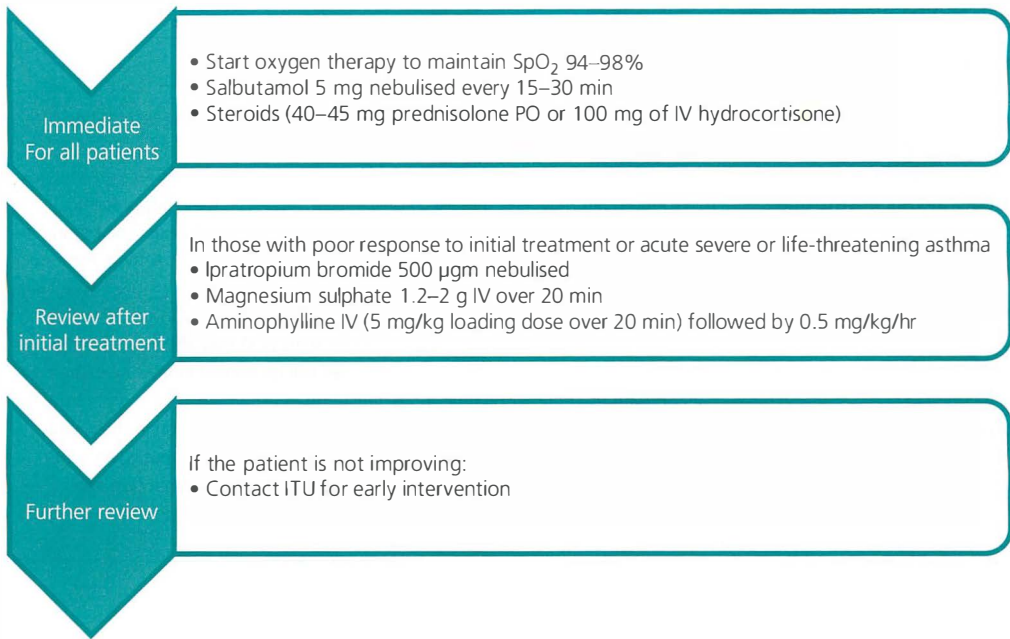 Immediate
For all patients
• Start oxygen therapy to maintain SpO₂ 94–98%
• Salbutamol 5 mg nebulised every 15–30 min
• Steroids (40–45 mg prednisolone PO or 100 mg of IV hydrocortisone)
Review after
initial treatment
In those with poor response to initial treatment or acute severe or life-threatening asthma
• Ipratropium bromide 500 µgm nebulised
• Magnesium sulphate 1.2–2 g IV over 20 min
• Aminophylline IV (5 mg/kg loading dose over 20 min) followed by 0.5 mg/kg/hr
Further review
If the patient is not improving:
• Contact ITU for early intervention